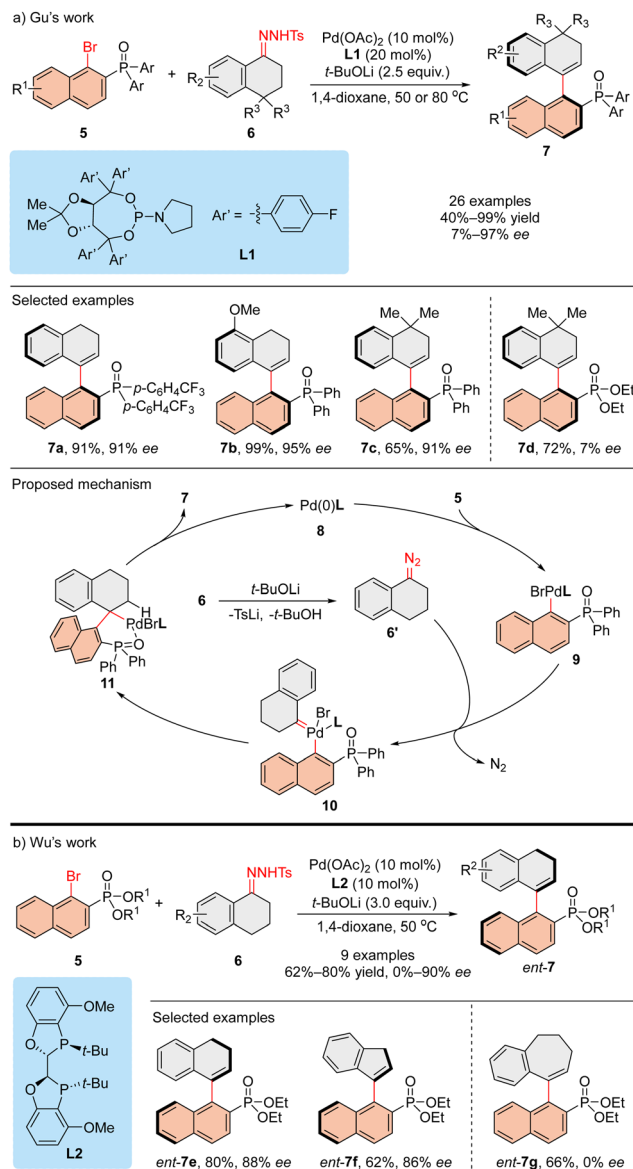 a) Gu's work
Br
O
P
Ar
Ar
R1
5
+
NNHTs
R2
R3 R3
6
Pd(OAc)2 (10 mol%)
L1 (20 mol%)
t-BuOLi (2.5 equiv.)
1,4-dioxane, 50 or 80 ºC
R3 R3
R2
O
P
Ar
Ar
R1
7
Ar' Ar'
Me
Me
O
O
O
P
O
N
Ar' Ar'
L1
Ar' =
F
26 examples
40%–99% yield
7%–97% ee
Selected examples
O
P
p-C6H4CF3
p-C6H4CF3
7a, 91%, 91% ee
OMe
O
P
Ph
Ph
7b, 99%, 95% ee
Me Me
O
P
Ph
Ph
7c, 65%, 91% ee
Me Me
O
P
OEt
OEt
7d, 72%, 7% ee
Proposed mechanism
7
Pd(0)L
8
5
H
PdBrL
O
P
Ph Ph
11
6
t-BuOLi
-TsLi, -t-BuOH
N2
6'
BrPdL
O
P
Ph
Ph
9
Br
L
Pd
O
P
Ph
Ph
10
N2
b) Wu's work
Br
O
P
OR1
OR1
5
+
NNHTs
R2
6
Pd(OAc)2 (10 mol%)
L2 (10 mol%)
t-BuOLi (3.0 equiv.)
1,4-dioxane, 50 ºC
9 examples
62%–80% yield, 0%–90% ee
R2
O
P
OR1
OR1
ent-7
OMe
O
P
t-Bu
t-Bu
O
P
OMe
L2
Selected examples
O
P
OEt
OEt
ent-7e, 80%, 88% ee
O
P
OEt
OEt
ent-7f, 62%, 86% ee
O
P
OEt
OEt
ent-7g, 66%, 0% ee